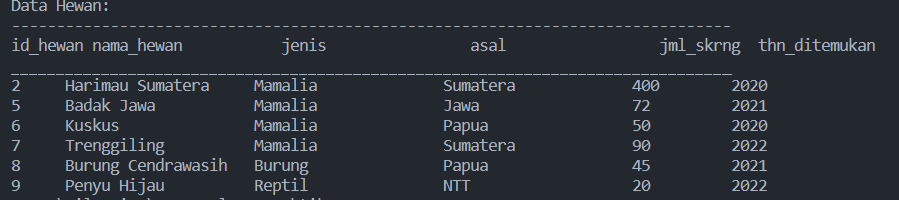 Data Hewan:
--------------------------------------------------------------------------------
id_hewan nama_hewan jenis asal jml_skrng thn_ditemukan
________________________________________________________________________________
2 Harimau Sumatera Mamalia Sumatera 400 2020
5 Badak Jawa Mamalia Jawa 72 2021
6 Kuskus Mamalia Papua 50 2020
7 Trenggiling Mamalia Sumatera 90 2022
8 Burung Cendrawasih Burung Papua 45 2021
9 Penyu Hijau Reptil NTT 20 2022